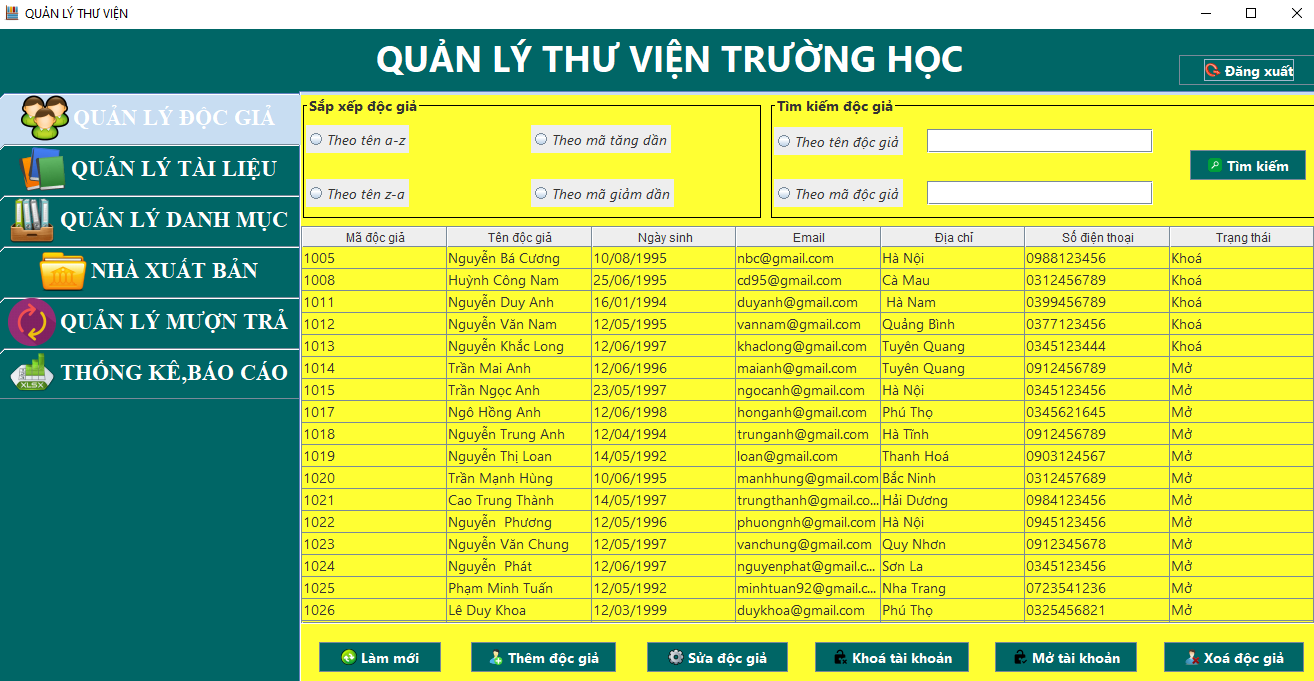 QUẢN LÝ THƯ VIỆN
QUẢN LÝ THƯ VIỆN TRƯỜNG HỌC
Đăng xuất
QUẢN LÝ ĐỘC GIẢ
QUẢN LÝ TÀI LIỆU
QUẢN LÝ DANH MỤC
NHÀ XUẤT BẢN
QUẢN LÝ MƯỢN TRẢ
XLSX THỐNG KÊ,BÁO CÁO
Sắp xếp độc giả
Theo tên a-z Theo mã tăng dần
Theo tên z-a Theo mã giảm dần
Tìm kiếm độc giả
Theo tên độc giả
Theo mã độc giả
Tìm kiếm
Mã độc giả Tên độc giả Ngày sinh Email Địa chỉ Số điện thoại Trạng thái
1005 Nguyễn Bá Cương 10/08/1995 nbc@gmail.com Hà Nội 0988123456 Khoá
1008 Huỳnh Công Nam 25/06/1995 cd95@gmail.com Cà Mau 0312456789 Khoá
1011 Nguyễn Duy Anh 16/01/1994 duyanh@gmail.com Hà Nam 0399456789 Khoá
1012 Nguyễn Văn Nam 12/05/1995 vannam@gmail.com Quảng Bình 0377123456 Khoá
1013 Nguyễn Khắc Long 12/06/1997 khaclong@gmail.com Tuyên Quang 0345123444 Khoá
1014 Trần Mai Anh 12/06/1996 maianh@gmail.com Tuyên Quang 0912456789 Mở
1015 Trần Ngọc Anh 23/05/1997 ngocanh@gmail.com Hà Nội 0345123456 Mở
1017 Ngô Hồng Anh 12/06/1998 honganh@gmail.com Phú Thọ 0345621645 Mở
1018 Nguyễn Trung Anh 12/04/1994 trunganh@gmail.com Hà Tĩnh 0912456789 Mở
1019 Nguyễn Thị Loan 14/05/1992 loan@gmail.com Thanh Hoá 0903124567 Mở
1020 Trần Mạnh Hùng 10/06/1995 manhhung@gmail.com Bắc Ninh 0312457689 Mở
1021 Cao Trung Thành 14/05/1997 trungthanh@gmail.co... Hải Dương 0984123456 Mở
1022 Nguyễn Phương 12/05/1996 phuongnh@gmail.com Hà Nội 0945123456 Mở
1023 Nguyễn Văn Chung 12/05/1997 vanchung@gmail.com Quy Nhơn 0912345678 Mở
1024 Nguyễn Phát 12/06/1997 nguyenphat@gmail.c... Sơn La 0345123456 Mở
1025 Phạm Minh Tuấn 12/05/1992 minhtuan92@gmail.c... Nha Trang 0723541236 Mở
1026 Lê Duy Khoa 12/03/1999 duykhoa@gmail.com Phú Thọ 0325456821 Mở
Làm mới Thêm độc giả Sửa độc giả Khoá tài khoản Mở tài khoản Xoá độc giả